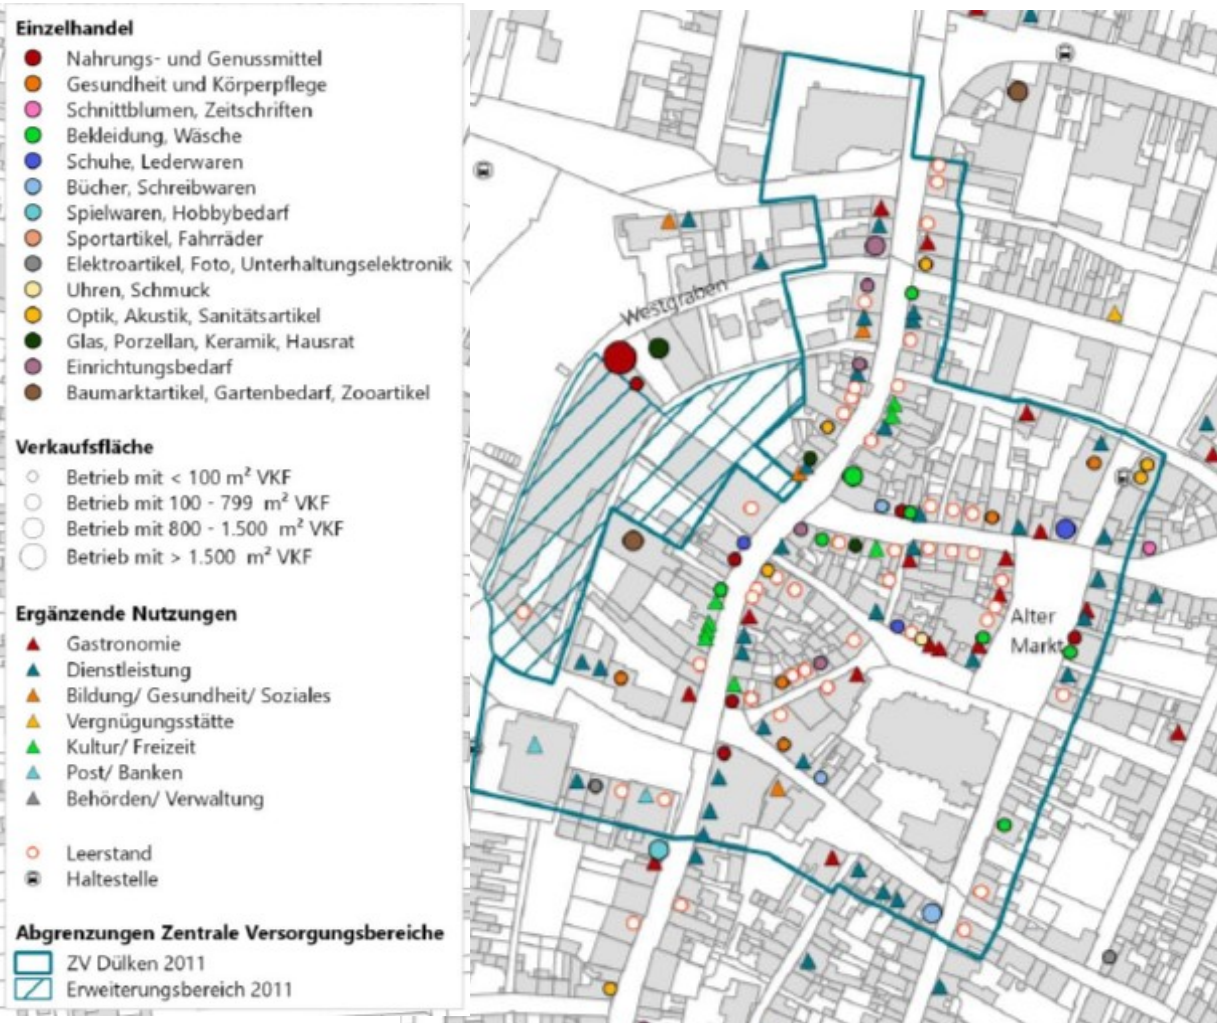 Einzelhandel
Nahrungs- und Genussmittel
Gesundheit und Körperpflege
Schnittblumen, Zeitschriften
Bekleidung, Wäsche
Schuhe, Lederwaren
Bücher, Schreibwaren
Spielwaren, Hobbybedarf
Sportartikel, Fahrräder
Elektroartikel, Foto, Unterhaltungselektronik
Uhren, Schmuck
Optik, Akustik, Sanitätsartikel
Glas, Porzellan, Keramik, Hausrat
Einrichtungsbedarf
Baumarktartikel, Gartenbedarf, Zooartikel
Verkaufsfläche
Betrieb mit < 100 m² VKF
Betrieb mit 100 - 799 m² VKF
Betrieb mit 800 - 1.500 m² VKF
Betrieb mit > 1.500 m² VKF
Ergänzende Nutzungen
Gastronomie
Dienstleistung
Bildung/ Gesundheit/ Soziales
Vergnügungsstätte
Kultur/ Freizeit
Post/ Banken
Behörden/ Verwaltung
Leerstand
Haltestelle
Abgrenzungen Zentrale Versorgungsbereiche
ZV Dülken 2011
Erweiterungsbereich 2011
Westgraben
Alter
Markt